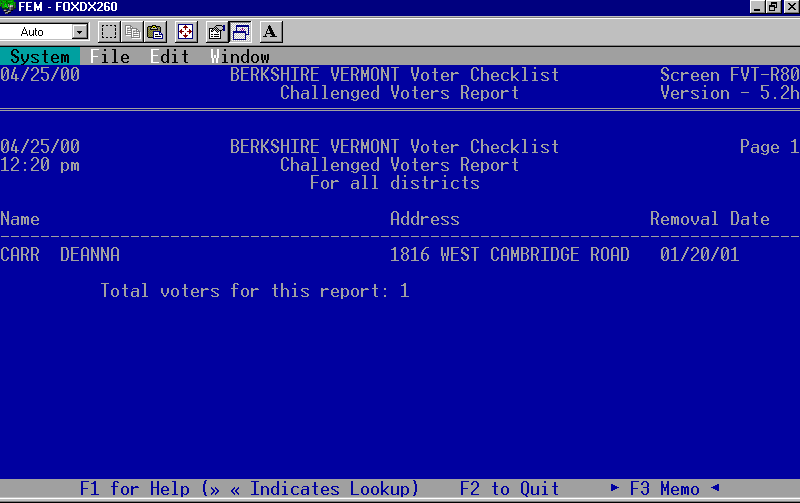 FEM - FOXDX260
Auto A
System File Edit Window
04/25/00 BERKSHIRE VERMONT Voter Checklist Screen FVT-R80
Challenged Voters Report Version - 5.2h
04/25/00 BERKSHIRE VERMONT Voter Checklist Page 1
12:20 pm Challenged Voters Report
For all districts
Name Address Removal Date
CARR DEANNA 1816 WEST CAMBRIDGE ROAD 01/20/01
Total voters for this report: 1
F1 for Help (» « Indicates Lookup) F2 to Quit ► F3 Memo ◄